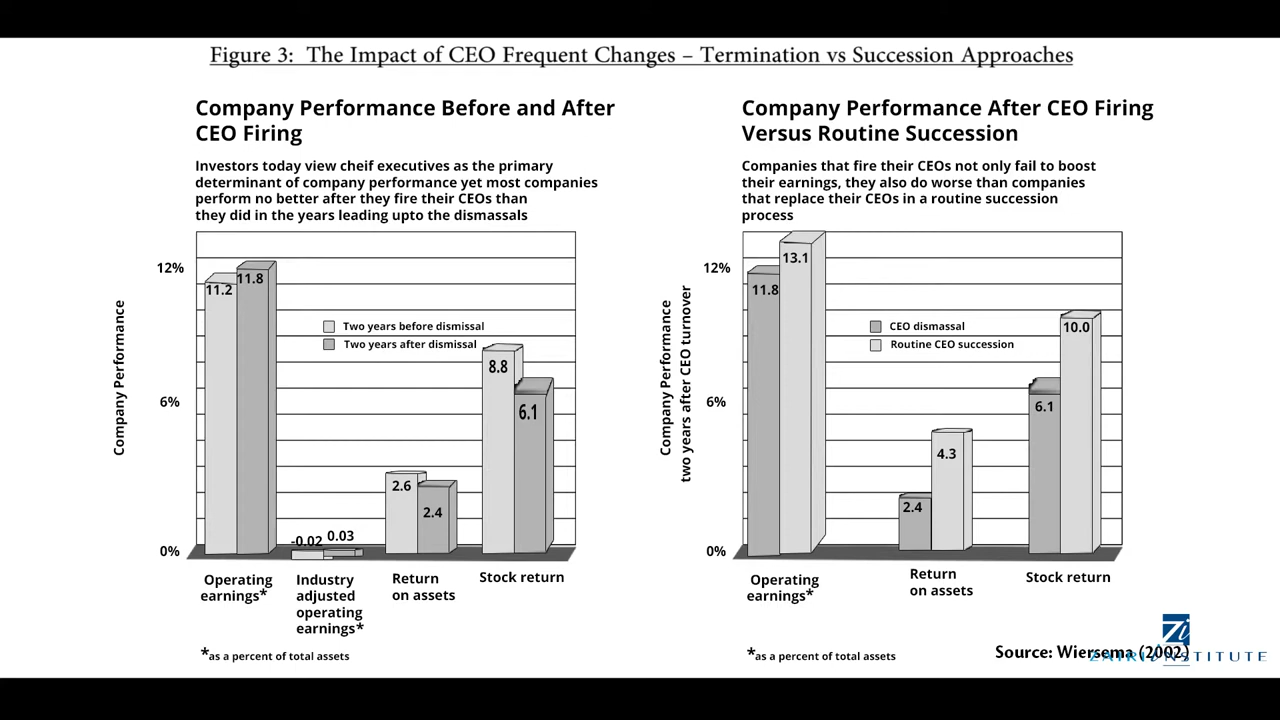 Figure 3: The Impact of CEO Frequent Changes – Termination vs Succession Approaches
Company Performance Before and After
CEO Firing
Investors today view cheif executives as the primary
determinant of company performance yet most companies
perform no better after they fire their CEOs than
they did in the years leading upto the dismassals
12%
6%
0%
Company Performance
11.2
11.8
-0.02
0.03
2.6
2.4
8.8
6.1
Two years before dismissal
Two years after dismissal
Operating
earnings*
Industry
adjusted
operating
earnings*
Return
on assets
Stock return
*as a percent of total assets
Company Performance After CEO Firing
Versus Routine Succession
Companies that fire their CEOs not only fail to boost
their earnings, they also do worse than companies
that replace their CEOs in a routine succession
process
12%
6%
0%
Company Performance
two years after CEO turnover
11.8
13.1
2.4
4.3
6.1
10.0
CEO dismassal
Routine CEO succession
Operating
earnings*
Return
on assets
Stock return
*as a percent of total assets
Source: Wiersema (2002)
Zi
ZAIRI INSTITUTE